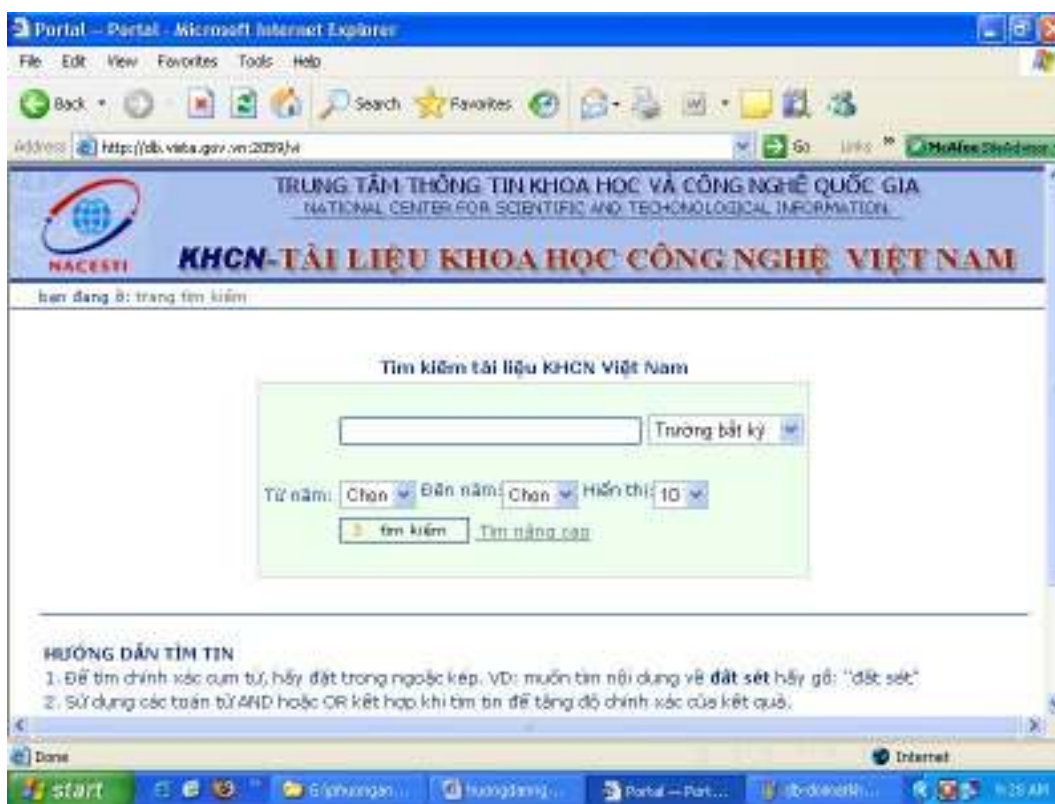 Portal -- Portal - Microsoft Internet Explorer
File Edit View Favorites Tools Help
Back Search Favorites
Address http://db.vista.gov.vn:2059/vi Go Links »
TRUNG TÂM THÔNG TIN KHOA HỌC VÀ CÔNG NGHỆ QUỐC GIA
NATIONAL CENTER FOR SCIENTIFIC AND TECHONOLOGICAL INFORMATION
NACESTI
KHCN-TÀI LIỆU KHOA HỌC CÔNG NGHỆ VIỆT NAM
bạn đang ở: trang tìm kiếm
Tìm kiếm tài liệu KHCN Việt Nam
Trường bất kỳ
Từ năm: Chọn Đến năm: Chọn Hiển thị: 10
tìm kiếm Tìm nâng cao
HƯỚNG DẪN TÌM TIN
1. Để tìm chính xác cụm từ, hãy đặt trong ngoặc kép. VD: muốn tìm nội dung về đất sét hãy gõ: "đất sét"
2. Sử dụng các toán tử AND hoặc OR kết hợp khi tìm tin để tăng độ chính xác của kết quả.
Done Internet
start Portal -- Port...